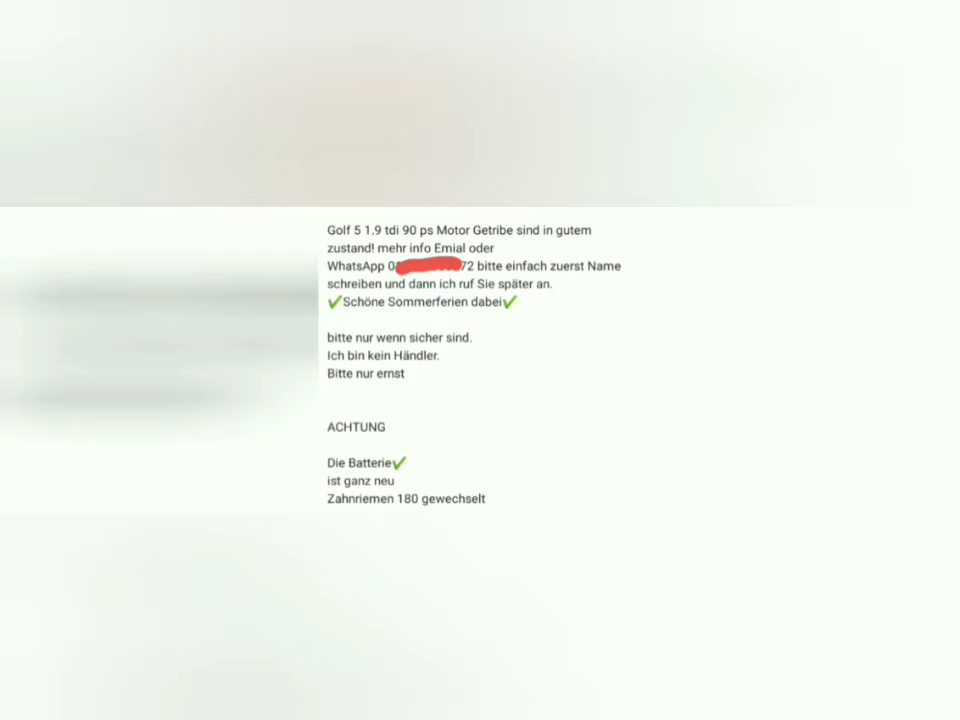 Golf 5 1.9 tdi 90 ps Motor Getribe sind in gutem
zustand! mehr info Emial oder
WhatsApp 0 72 bitte einfach zuerst Name
schreiben und dann ich ruf Sie später an.
✔Schöne Sommerferien dabei✔
bitte nur wenn sicher sind.
Ich bin kein Händler.
Bitte nur ernst
ACHTUNG
Die Batterie✔
ist ganz neu
Zahnriemen 180 gewechselt